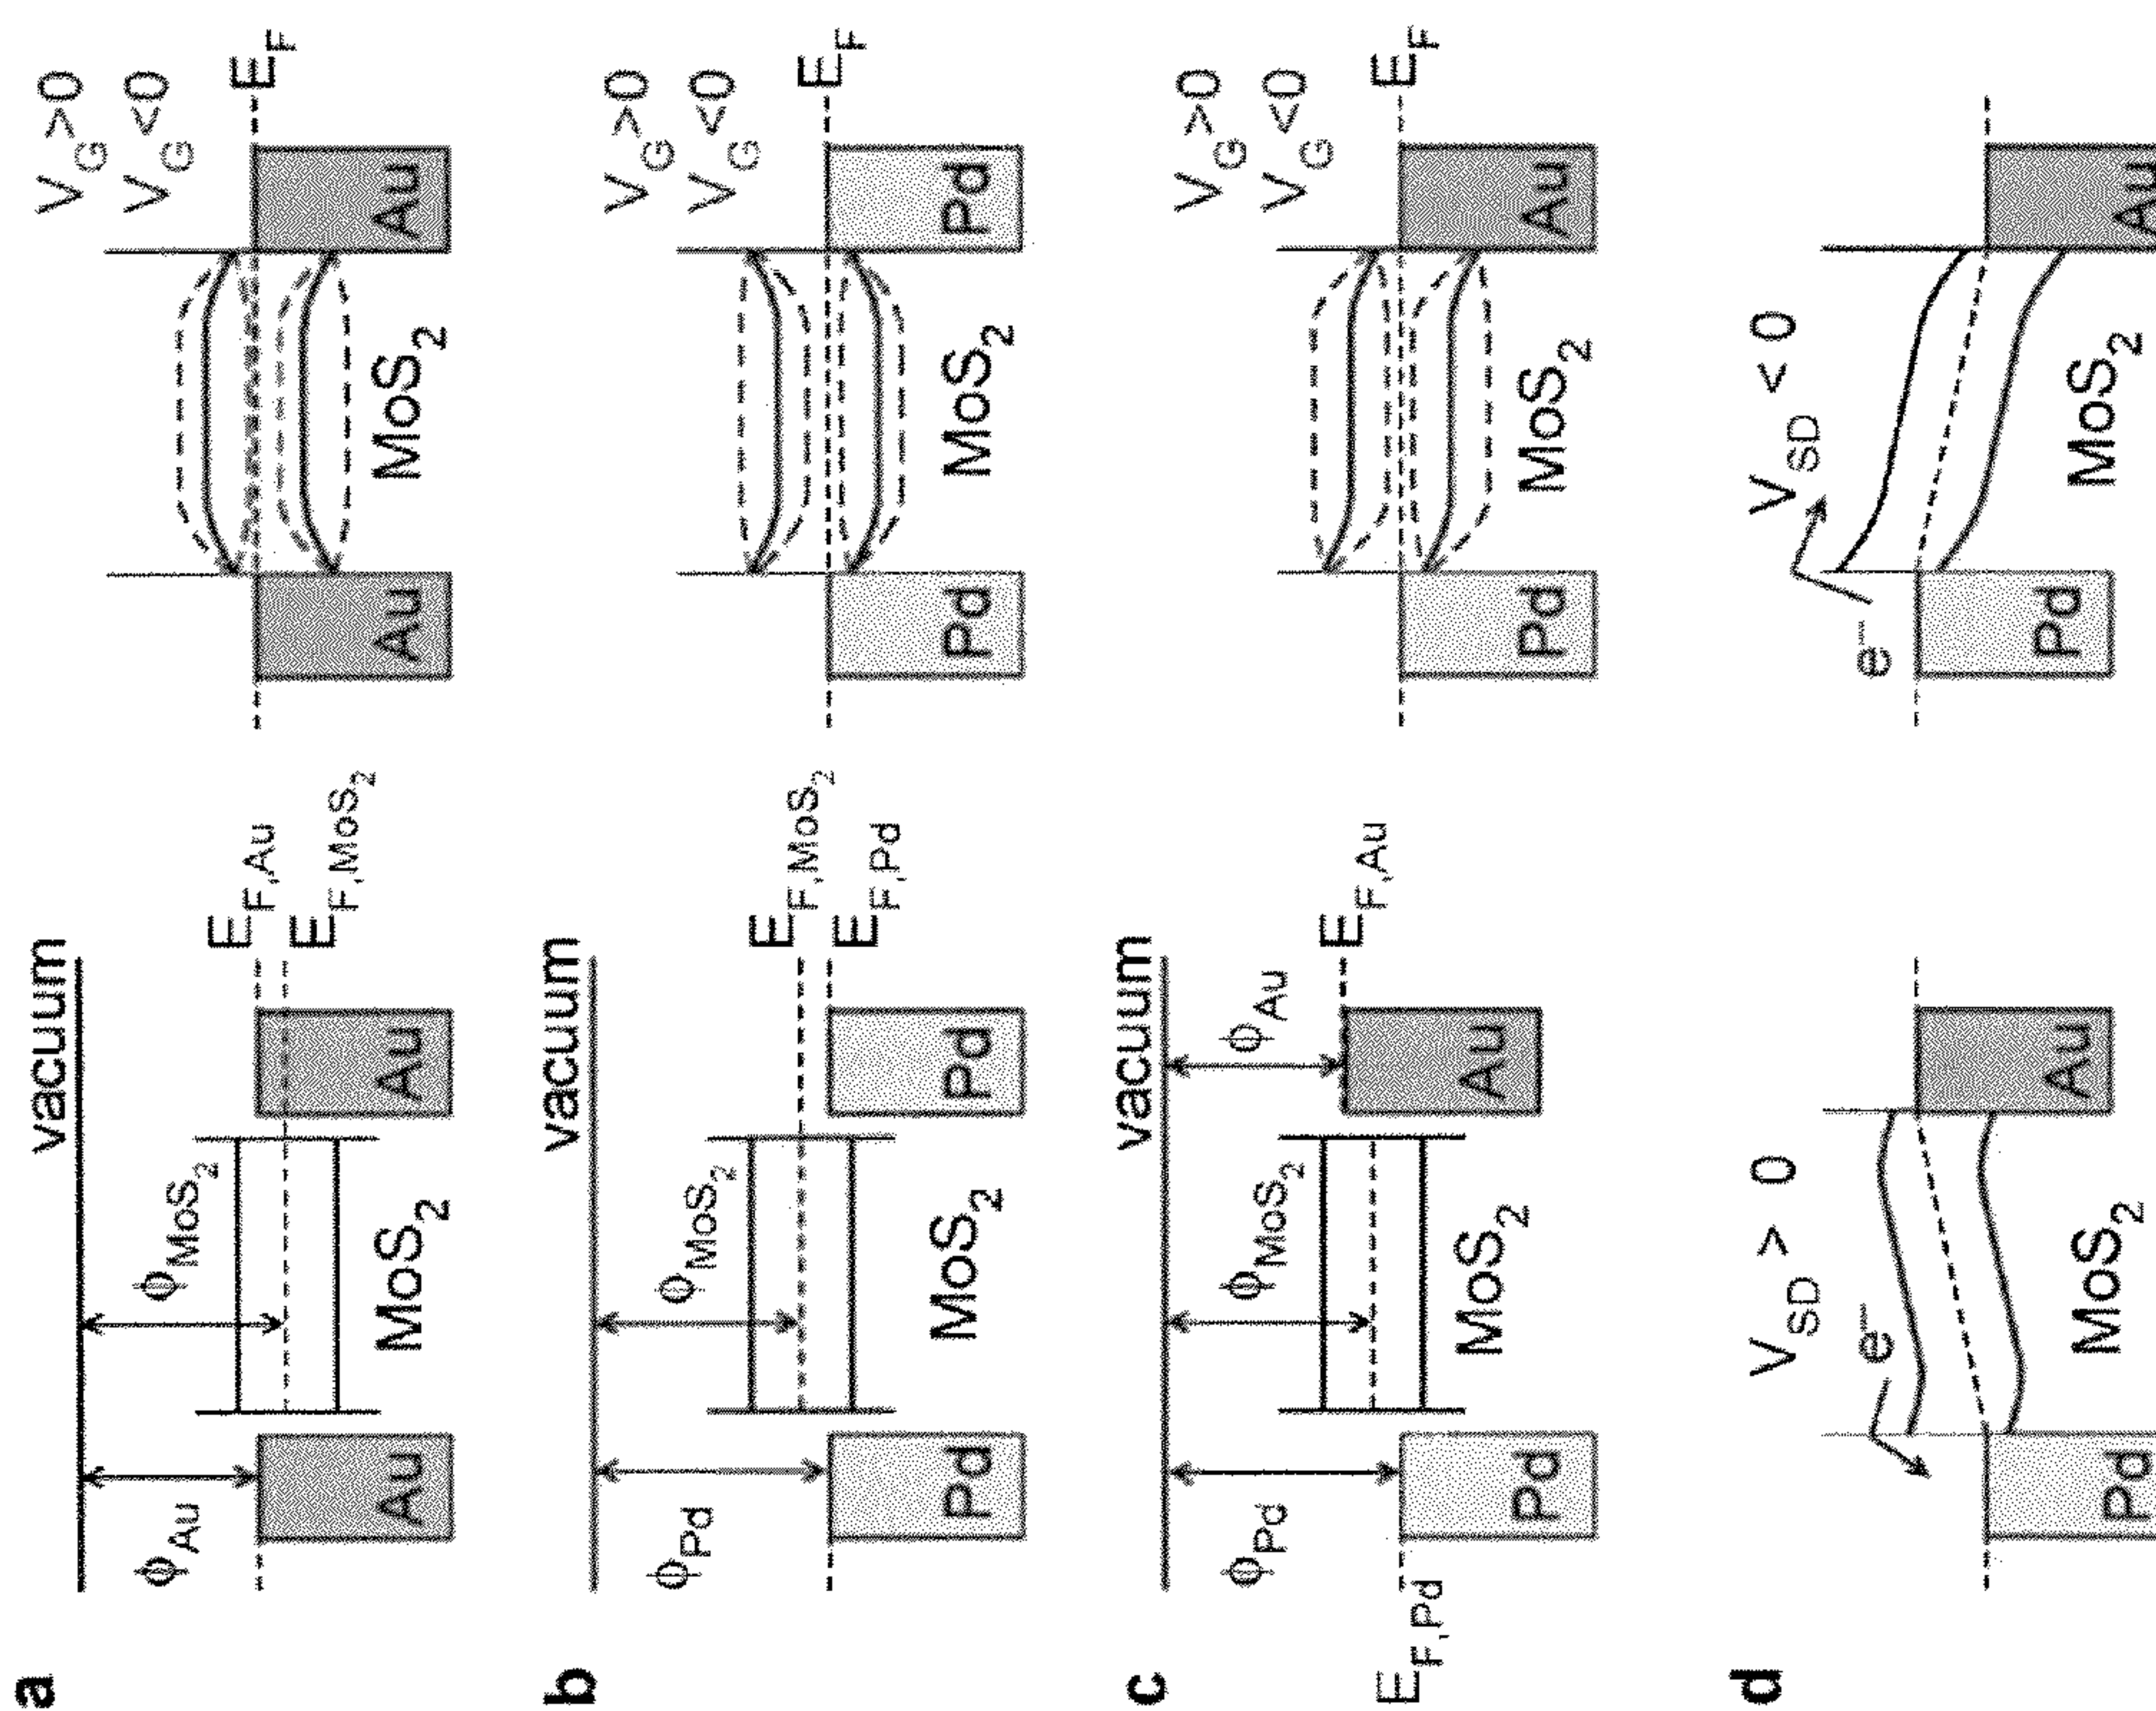 a
vacuum
ϕAu
ϕMoS2
EF,Au
EF,MoS2
Au
MoS2
Au
VG>0
VG<0
EF
Au
MoS2
Au
b
vacuum
ϕPd
ϕMoS2
EF,MoS2
EF,Pd
Pd
MoS2
Pd
VG>0
VG<0
EF
Pd
MoS2
Pd
c
vacuum
ϕPd
ϕMoS2
ϕAu
EF,Pd
EF,Au
Pd
MoS2
Au
VG>0
VG<0
EF
Pd
MoS2
Au
d
VSD > 0
e−
Pd
MoS2
Au
VSD < 0
e−
Pd
MoS2
Au